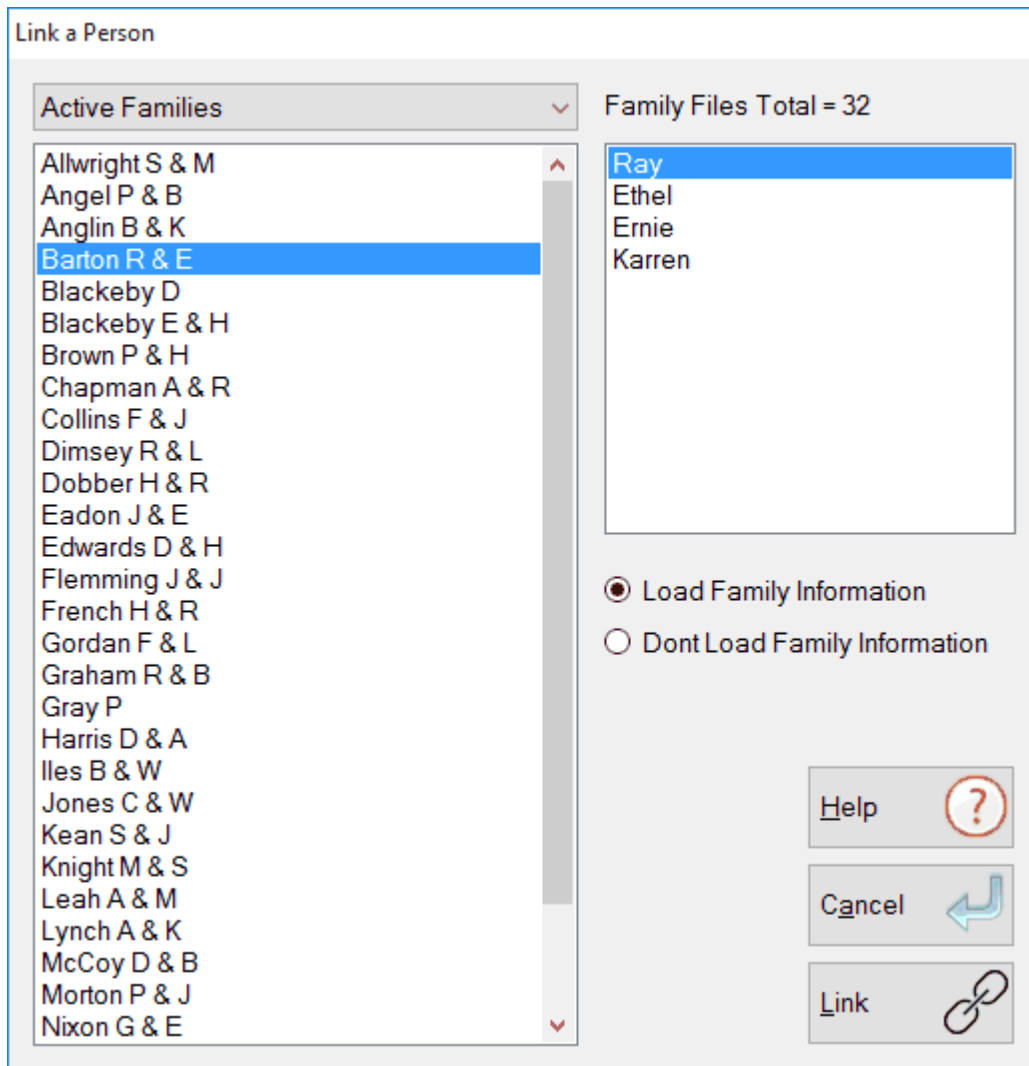 Link a Person
Active Families
Allwright S & M
Angel P & B
Anglin B & K
Barton R & E
Blackeby D
Blackeby E & H
Brown P & H
Chapman A & R
Collins F & J
Dimsey R & L
Dobber H & R
Eadon J & E
Edwards D & H
Flemming J & J
French H & R
Gordan F & L
Graham R & B
Gray P
Harris D & A
Iles B & W
Jones C & W
Kean S & J
Knight M & S
Leah A & M
Lynch A & K
McCoy D & B
Morton P & J
Nixon G & E
Family Files Total = 32
Ray
Ethel
Ernie
Karren
Load Family Information
Dont Load Family Information
Help
?
Cancel
Link